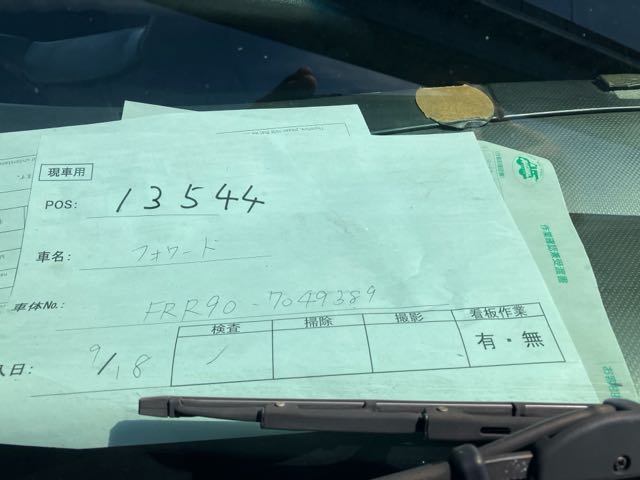 現車用
POS: 13544
車名: フォワード
車体No.: FRR90-7049389
入日: 9/18
検査 掃除 撮影 看板作業
有・無